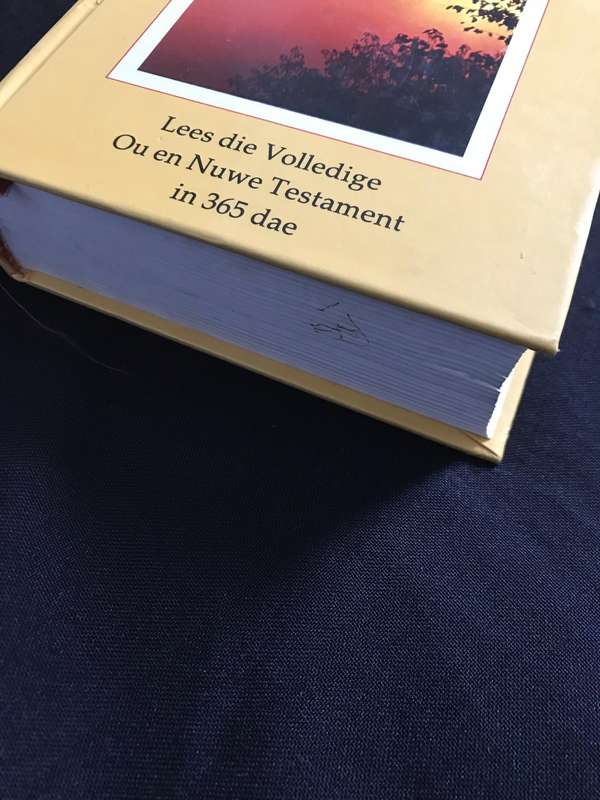 Lees die Volledige
Ou en Nuwe Testament
in 365 dae